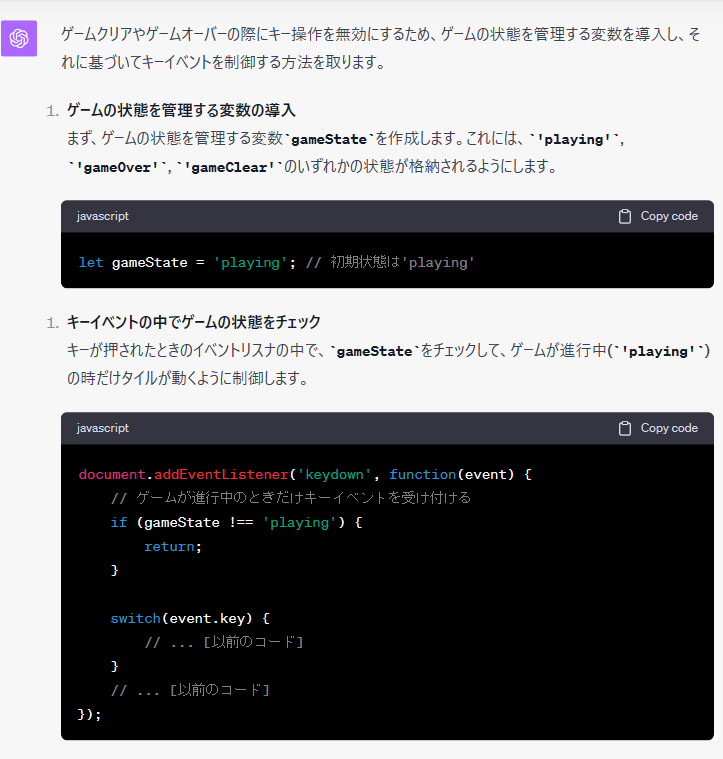 ゲームクリアやゲームオーバーの際にキー操作を無効にするため、ゲームの状態を管理する変数を導入し、そ
れに基づいてキーイベントを制御する方法を取ります。
1. ゲームの状態を管理する変数の導入
まず、ゲームの状態を管理する変数`gameState`を作成します。これには、`'playing'`,
`'gameOver'`, `'gameClear'`のいずれかの状態が格納されるようにします。
javascript Copy code
let gameState = 'playing'; // 初期状態は'playing'
1. キーイベントの中でゲームの状態をチェック
キーが押されたときのイベントリスナの中で、`gameState`をチェックして、ゲームが進行中(`'playing'`)
の時だけタイルが動くように制御します。
javascript Copy code
document.addEventListener('keydown', function(event) {
    // ゲームが進行中のときだけキーイベントを受け付ける
    if (gameState !== 'playing') {
        return;
    }
    switch(event.key) {
        // ... [以前のコード]
    }
    // ... [以前のコード]
});